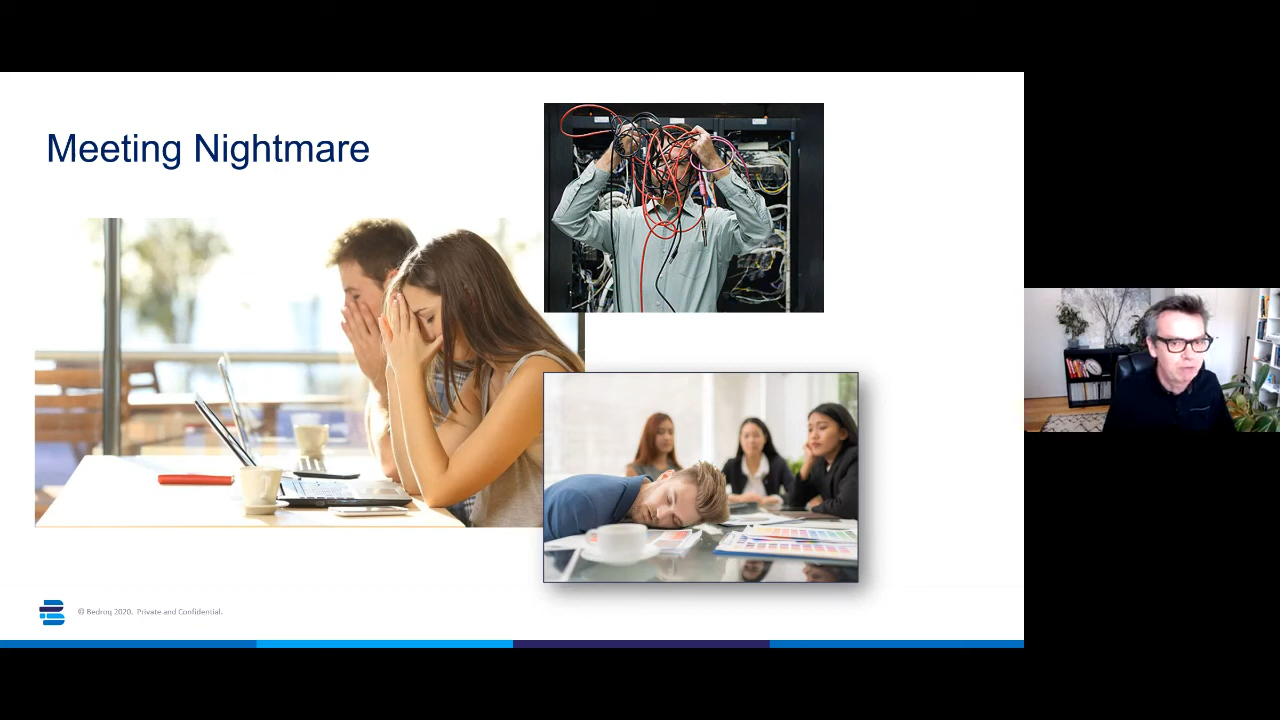 Meeting Nightmare
© Bedroq 2020. Private and Confidential.